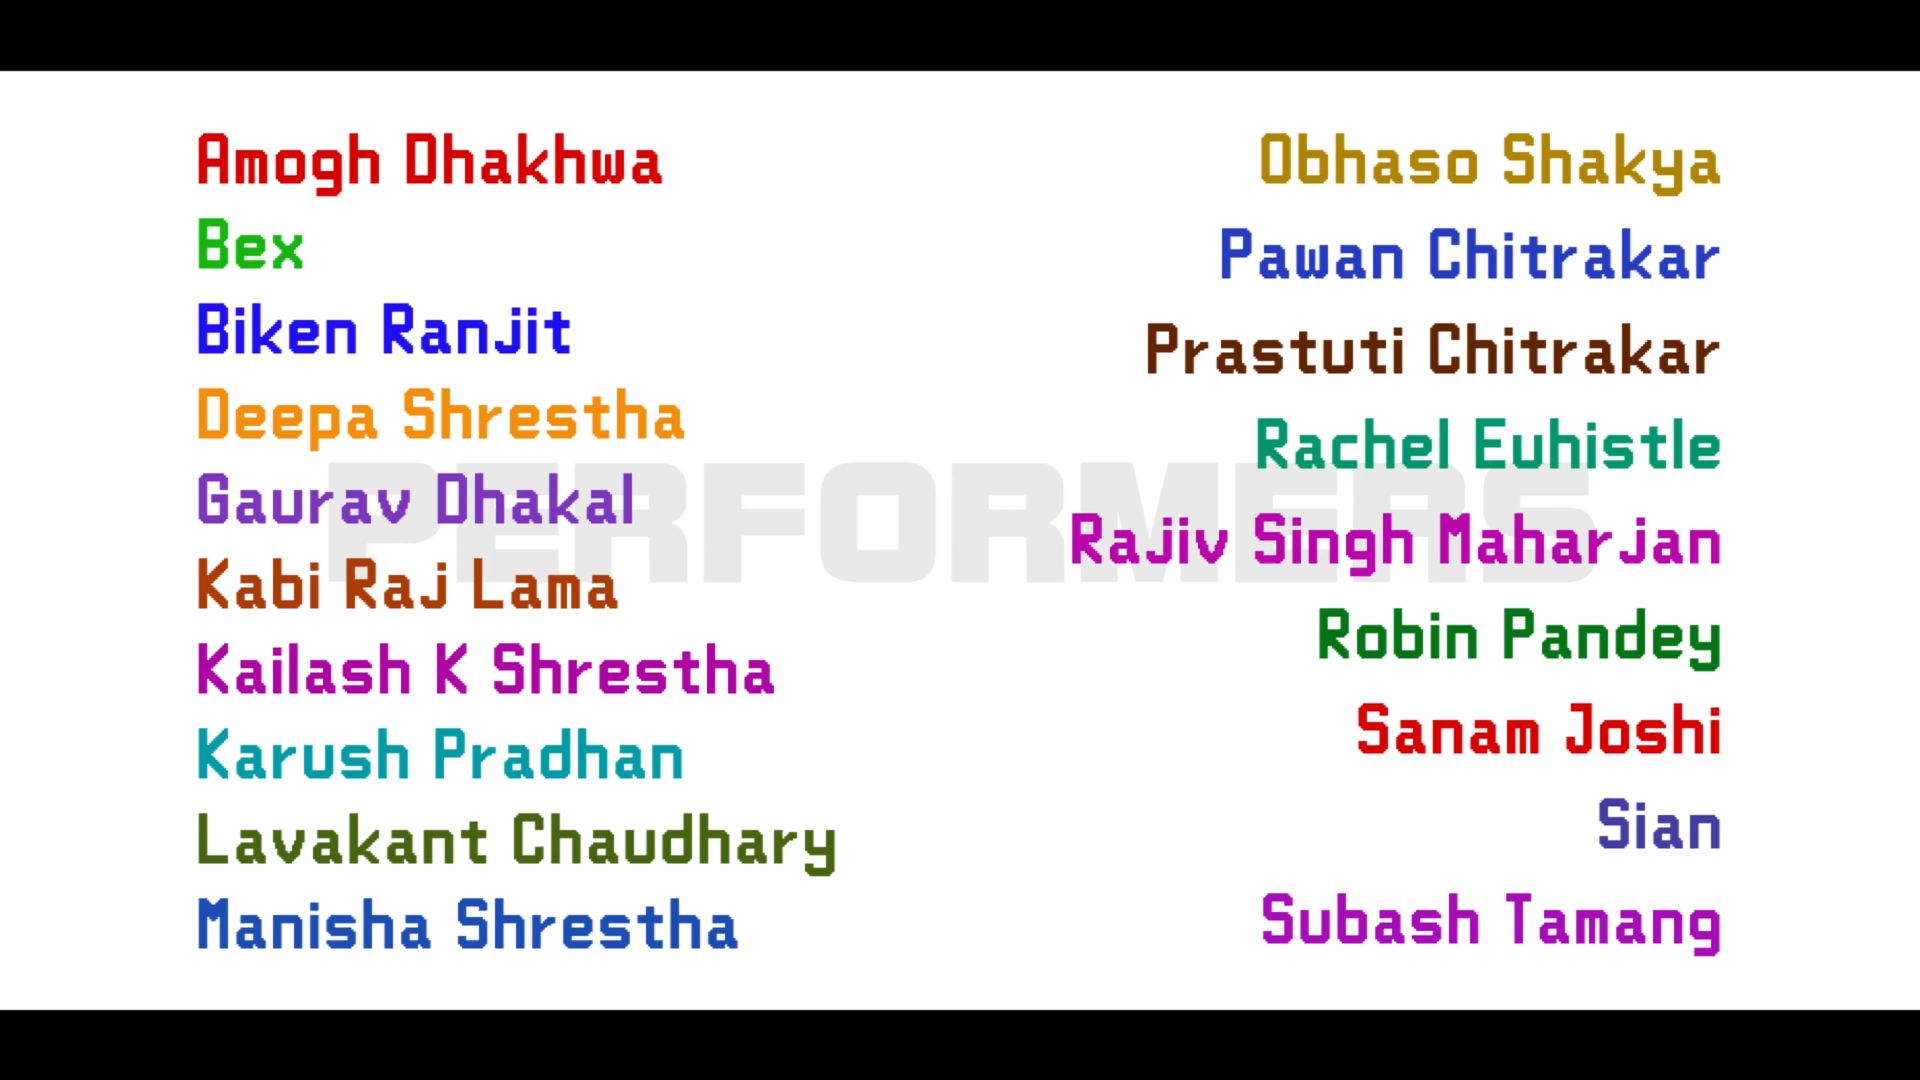 Amogh Dhakhwa
Bex
Biken Ranjit
Deepa Shrestha
Gaurav Dhakal
Kabi Raj Lama
Kailash K Shrestha
Karush Pradhan
Lavakant Chaudhary
Manisha Shrestha
PERFORMERS
Obhaso Shakya
Pawan Chitrakar
Prastuti Chitrakar
Rachel Euhistle
Rajiv Singh Maharjan
Robin Pandey
Sanam Joshi
Sian
Subash Tamang